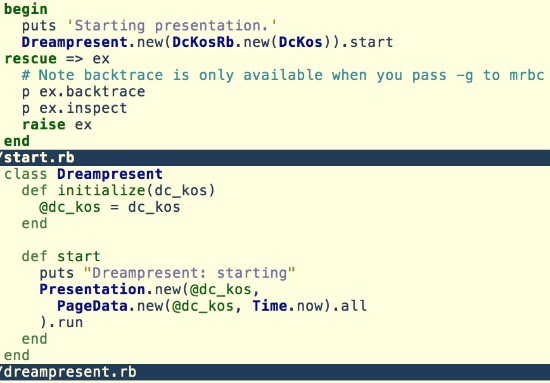 begin
  puts 'Starting presentation.'
  Dreampresent.new(DcKosRb.new(DcKos)).start
rescue => ex
  # Note backtrace is only available when you pass -g to mrbc
  p ex.backtrace
  p ex.inspect
  raise ex
end
/start.rb
class Dreampresent
  def initialize(dc_kos)
    @dc_kos = dc_kos
  end

  def start
    puts "Dreampresent: starting"
    Presentation.new(@dc_kos,
      PageData.new(@dc_kos, Time.now).all
    ).run
  end
end
/dreampresent.rb